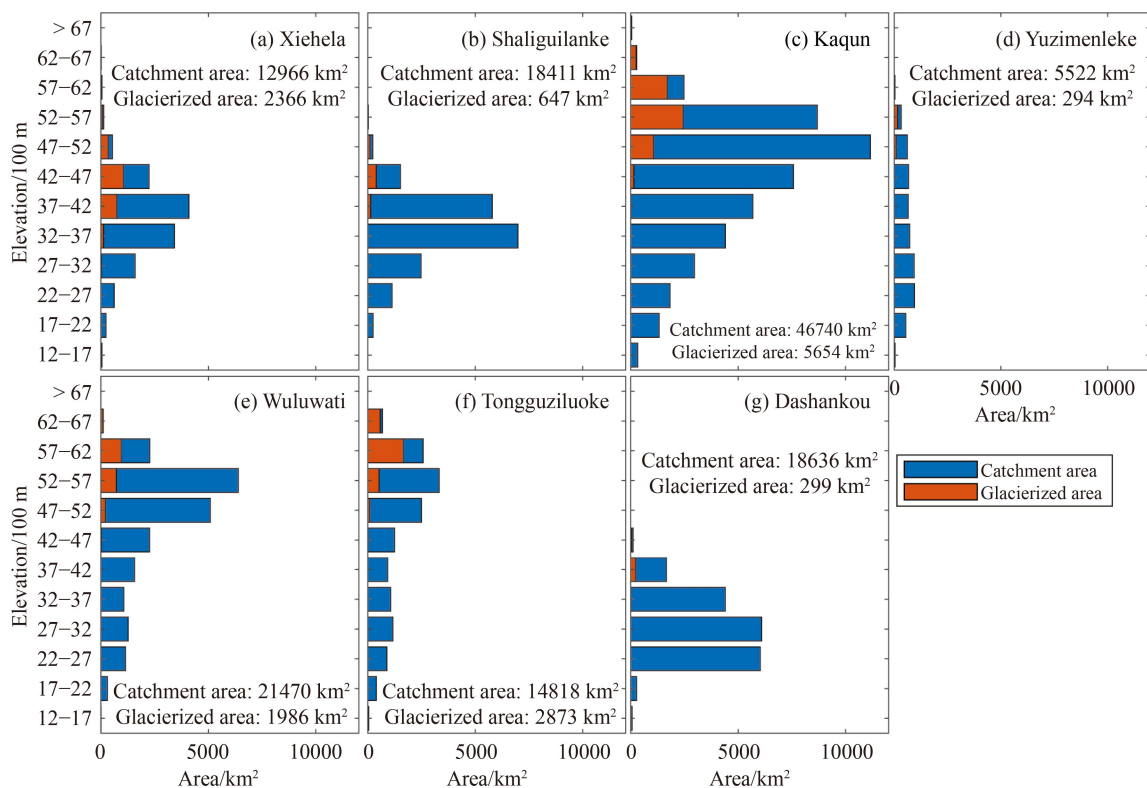 (a) Xiehela
Catchment area: 12966 km²
Glacierized area: 2366 km²
(b) Shaliguilanke
Catchment area: 18411 km²
Glacierized area: 647 km²
(c) Kaqun
Catchment area: 46740 km²
Glacierized area: 5654 km²
(d) Yuzimenleke
Catchment area: 5522 km²
Glacierized area: 294 km²
Elevation/100 m
> 67
62−67
57−62
52−57
47−52
42−47
37−42
32−37
27−32
22−27
17−22
12−17
0 5000 10000
Area/km²
(e) Wuluwati
Catchment area: 21470 km²
Glacierized area: 1986 km²
(f) Tongguziluoke
Catchment area: 14818 km²
Glacierized area: 2873 km²
(g) Dashankou
Catchment area: 18636 km²
Glacierized area: 299 km²
Catchment area
Glacierized area
Elevation/100 m
> 67
62−67
57−62
52−57
47−52
42−47
37−42
32−37
27−32
22−27
17−22
12−17
0 5000 10000
0 5000 10000
0 5000 10000
Area/km²
Area/km²
Area/km²